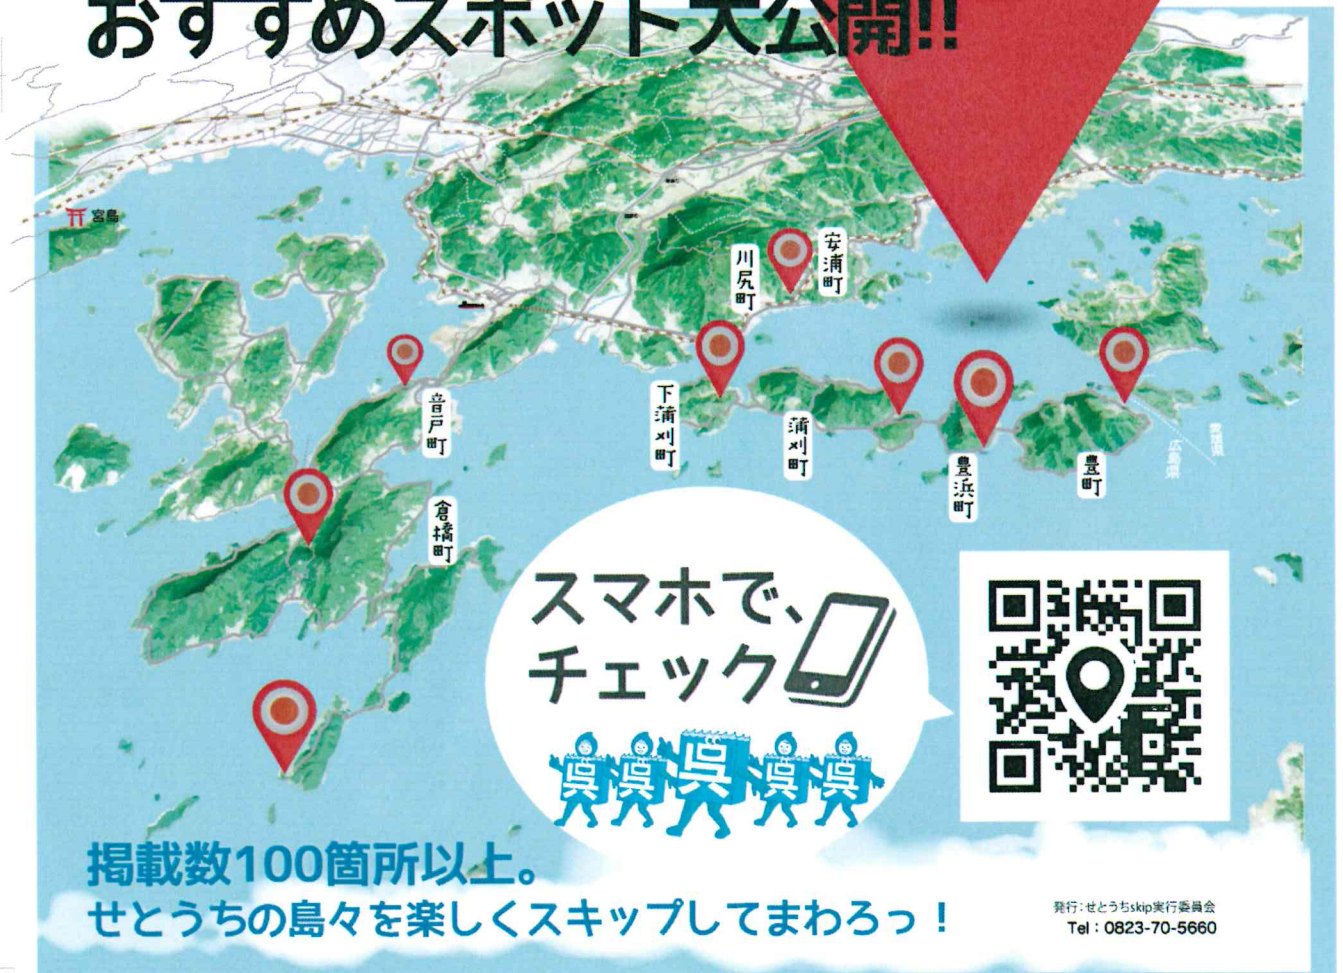 おすすめスポット大公開!!
宮島
川尻町
安浦町
音戸町
下蒲刈町
蒲刈町
豊浜町
豊町
愛媛県
広島県
倉橋町
スマホで、
チェック
呉呉呉呉呉
掲載数100箇所以上。
せとうちの島々を楽しくスキップしてまわろっ！
発行：せとうちskip実行委員会
Tel：0823-70-5660